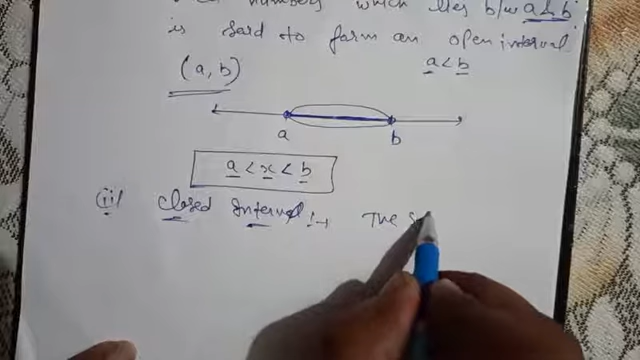 numbers which lies b/w a & b
is said to form an open interval
(a, b)
a < b
a b
a < x < b
(ii) Closed Interval :→ The s